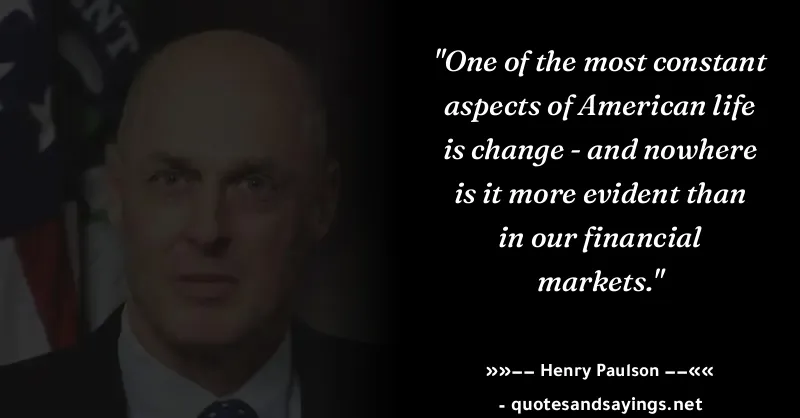 NT
"One of the most constant
aspects of American life
is change - and nowhere
is it more evident than
in our financial
markets."
»»−− Henry Paulson −−««
- quotesandsayings.net